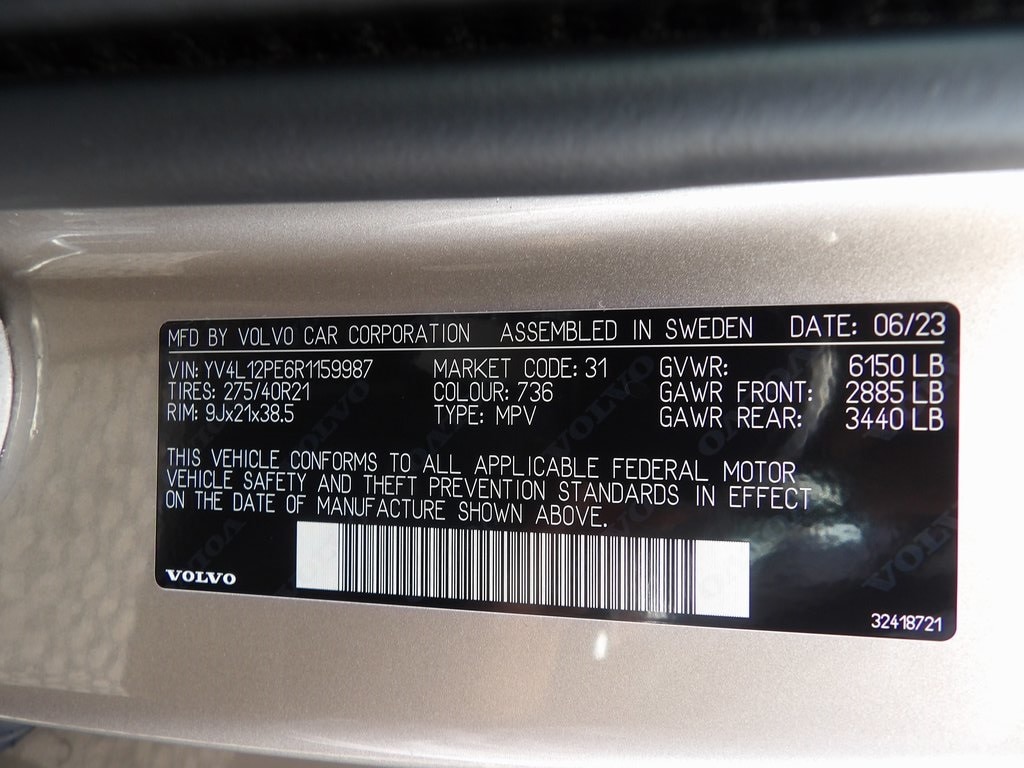 MFD BY VOLVO CAR CORPORATION ASSEMBLED IN SWEDEN DATE: 06/23
VIN: YV4L12PE6R1159987 MARKET CODE: 31 GVWR: 6150 LB
TIRES: 275/40R21 COLOUR: 736 GAWR FRONT: 2885 LB
RIM: 9Jx21x38.5 TYPE: MPV GAWR REAR: 3440 LB
THIS VEHICLE CONFORMS TO ALL APPLICABLE FEDERAL MOTOR
VEHICLE SAFETY AND THEFT PREVENTION STANDARDS IN EFFECT
ON THE DATE OF MANUFACTURE SHOWN ABOVE.
VOLVO
32418721